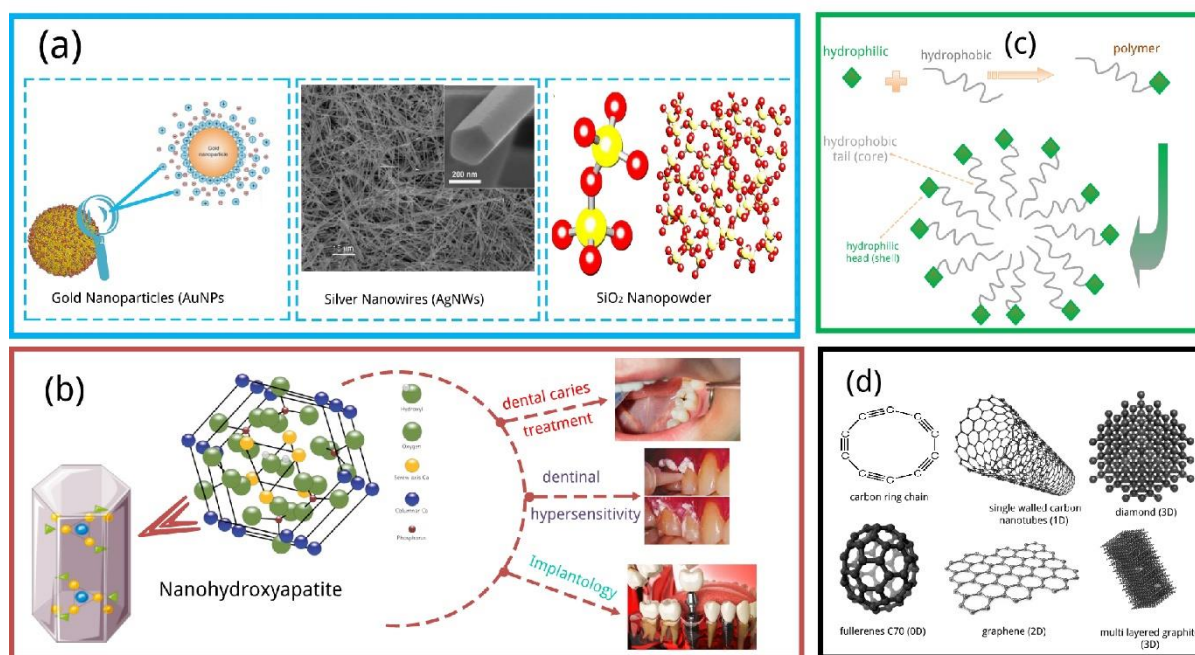 (a)
Gold
nanoparticle
Gold Nanoparticles (AuNPs
200 nm
Silver Nanowires (AgNWs)
SiO₂ Nanopowder
(b)
Nanohydroxyapatite
Hydroxyl
Oxygen
Columnar Ca
Phosphorus
dental caries
treatment
dentinal
hypersensitivity
Implantology
(c)
hydrophilic
hydrophobic
polymer
hydrophobic
tail (core)
hydrophilic
head (shell)
(d)
C C C C C C C C C C
carbon ring chain
single walled carbon
nanotubes (1D)
diamond (3D)
fullerenes C70 (0D)
graphene (2D)
multi layered graphit
(3D)